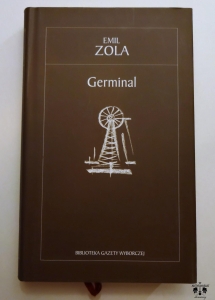 EMIL
ZOLA
Germinal
BIBLIOTEKA GAZETY WYBORCZEJ